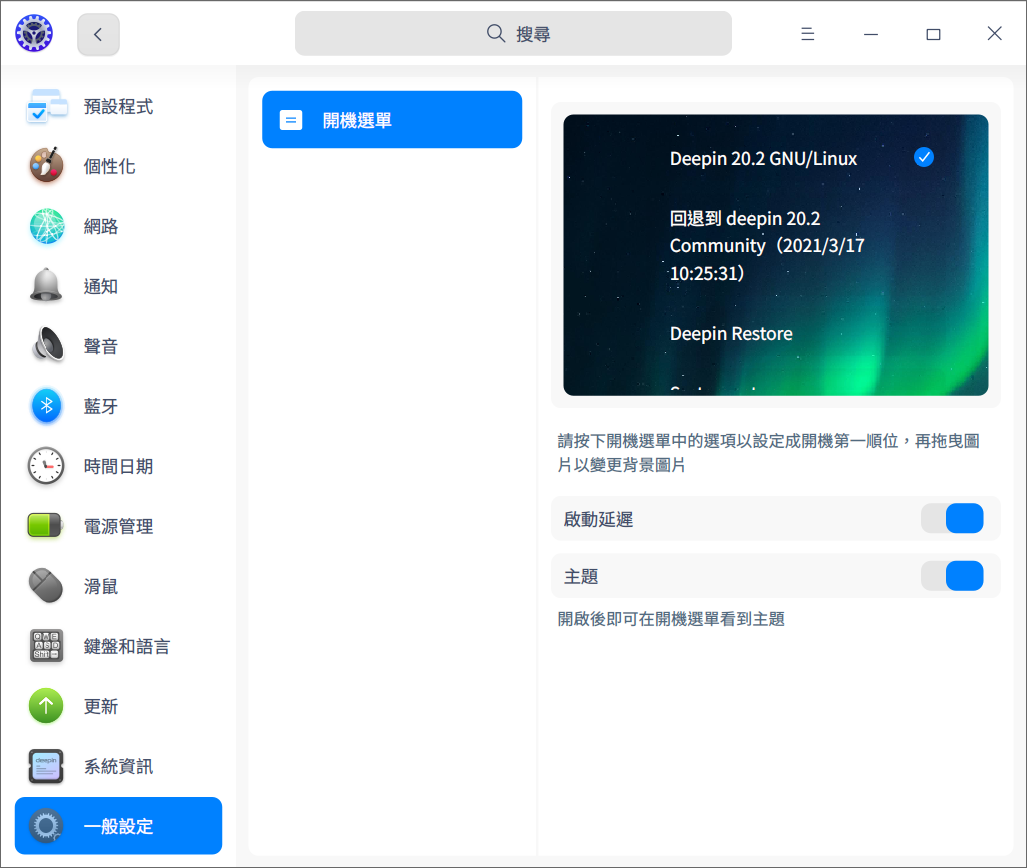 搜尋
預設程式
個性化
網路
通知
聲音
藍牙
時間日期
電源管理
滑鼠
鍵盤和語言
更新
deepin
系統資訊
一般設定
開機選單
Deepin 20.2 GNU/Linux
回退到 deepin 20.2
Community（2021/3/17
10:25:31）
Deepin Restore
請按下開機選單中的選項以設定成開機第一順位，再拖曳圖
片以變更背景圖片
啟動延遲
主題
開啟後即可在開機選單看到主題